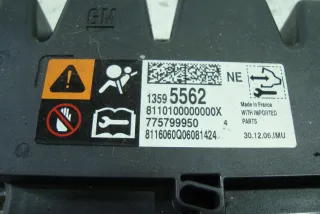 GM
NE
1359 5562
8110100000000X
775799950 4
8116060Q06081424
Made in France
WITH IMPORTED
PARTS
30.12.06.IMU